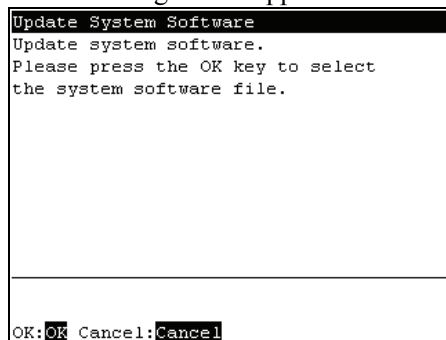 Update System Software
Update system software.
Please press the OK key to select
the system software file.
OK:OK Cancel:Cancel